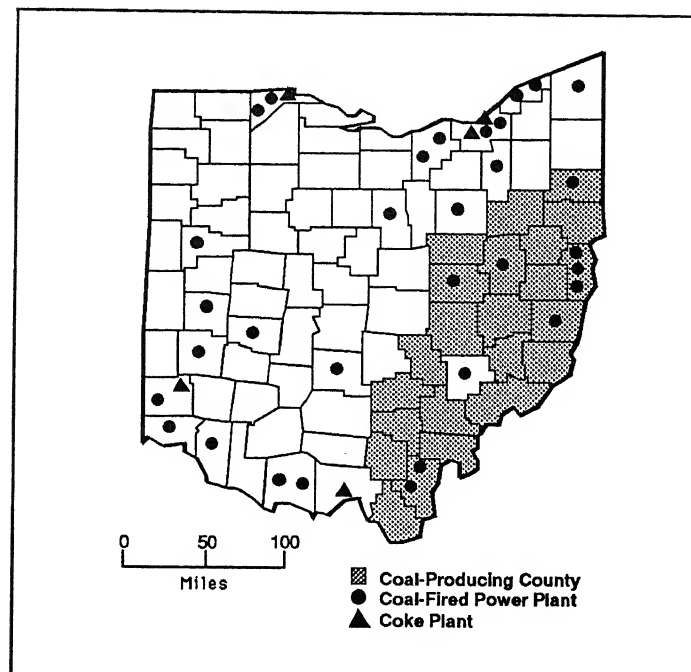 0 50 100
Miles
Coal-Producing County
Coal-Fired Power Plant
Coke Plant